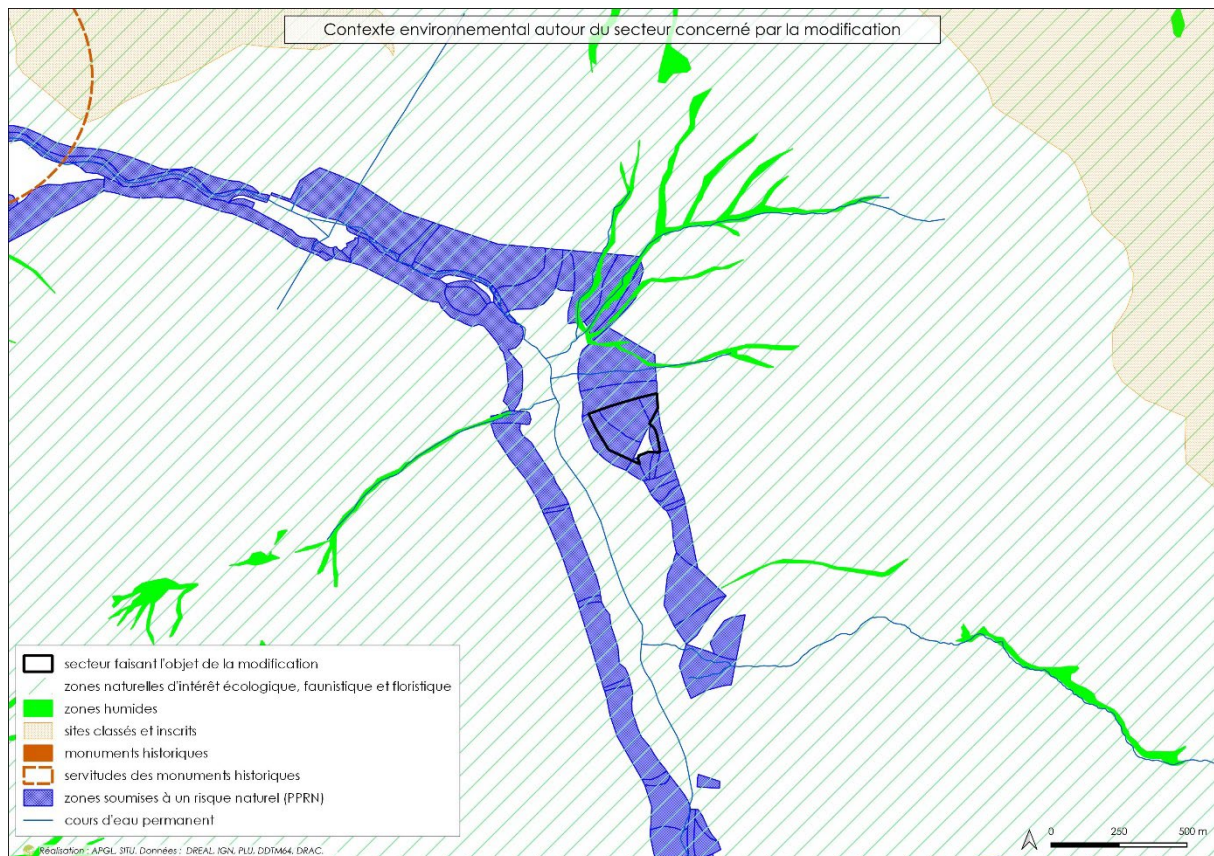 Contexte environnemental autour du secteur concerné par la modification
secteur faisant l'objet de la modification
zones naturelles d'intérêt écologique, faunistique et floristique
zones humides
sites classés et inscrits
monuments historiques
servitudes des monuments historiques
zones soumises à un risque naturel (PPRN)
cours d'eau permanent
Réalisation : APGL, SITU. Données : DREAL, IGN, PLU, DDTM64, DRAC.
0 250 500 m